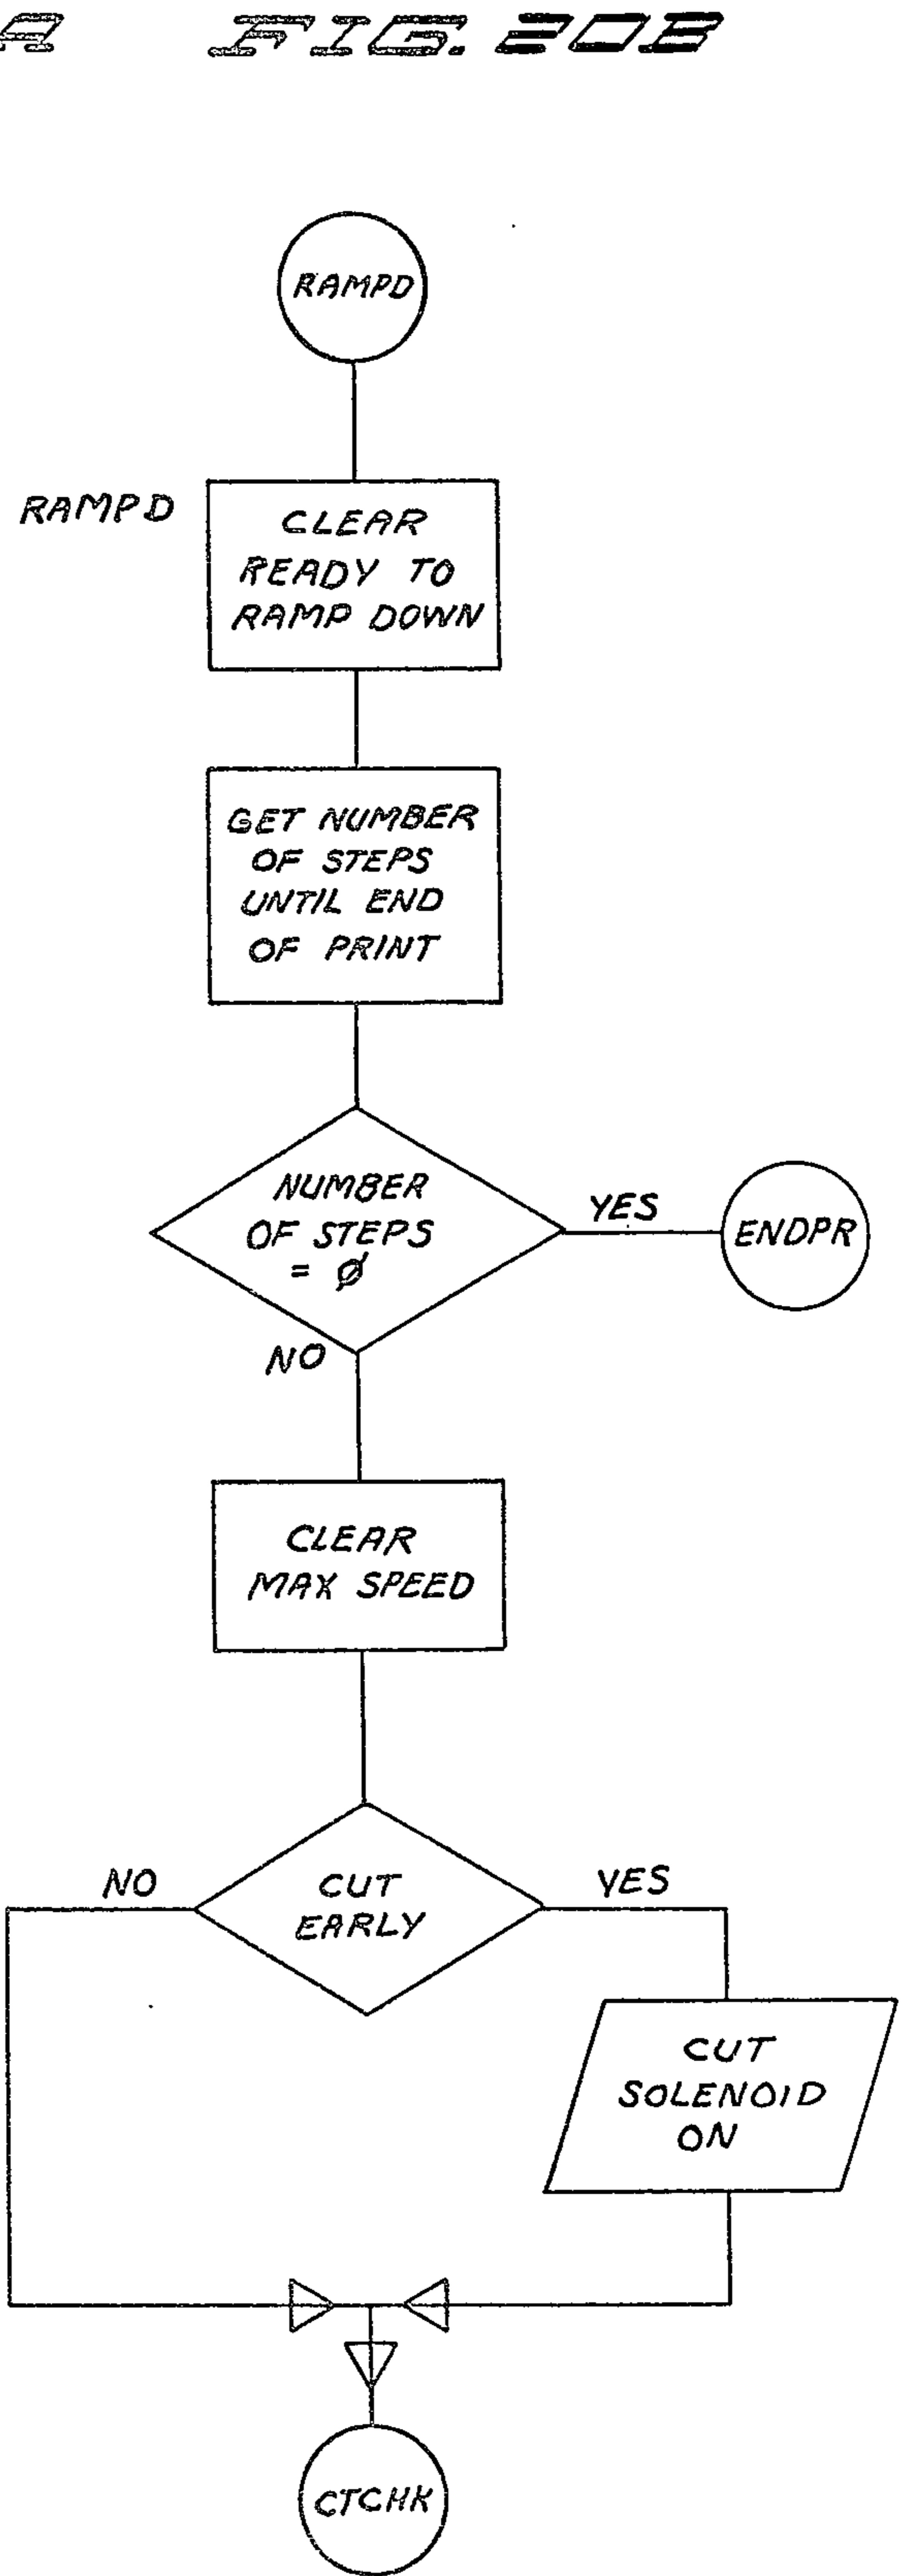 A FIG. 20B
RAMPD
RAMPD
CLEAR
READY TO
RAMP DOWN
GET NUMBER
OF STEPS
UNTIL END
OF PRINT
NUMBER
OF STEPS
= Ø
YES
ENDPR
NO
CLEAR
MAX SPEED
NO
CUT
EARLY
YES
CUT
SOLENOID
ON
CTCHK